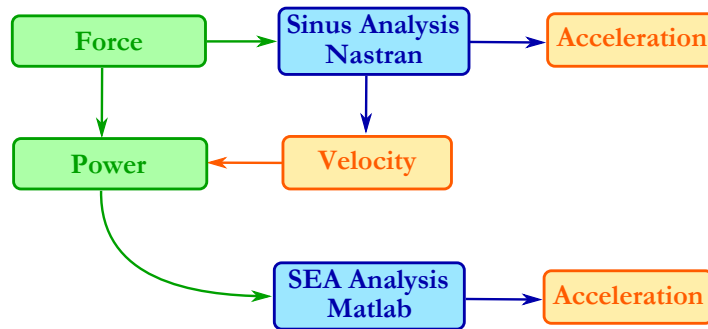 Force
Sinus Analysis
Nastran
Acceleration
Power
Velocity
SEA Analysis
Matlab
Acceleration